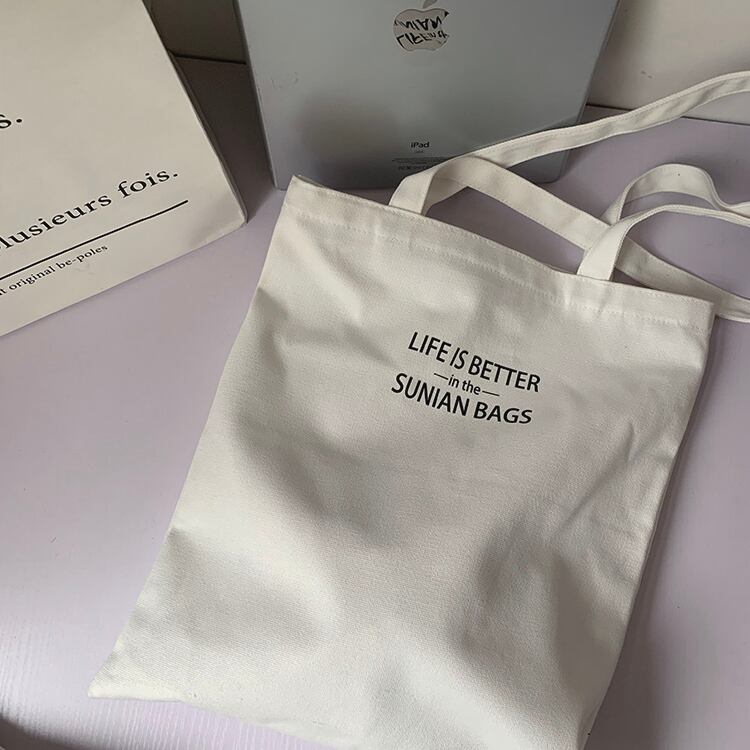 s.
lusieurs fois.
t original be-poles
iPad
LIFE IS BETTER
in the
SUNIAN BAGS